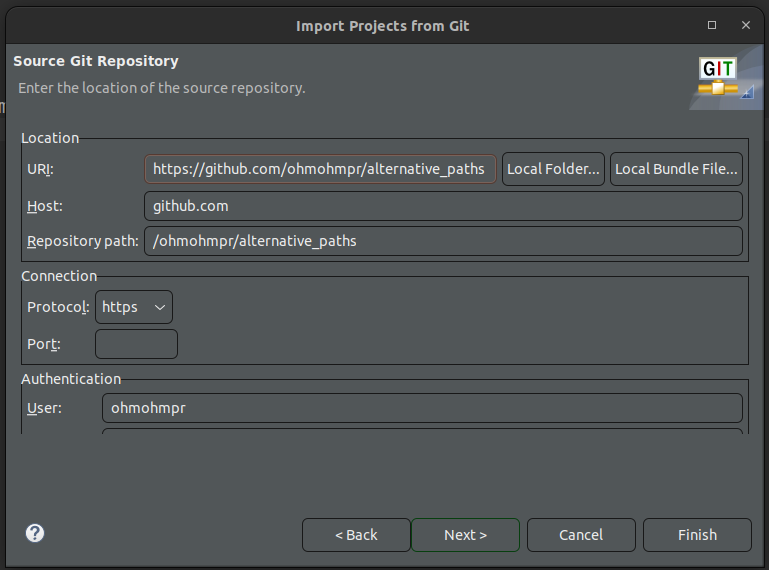 Import Projects from Git
Source Git Repository
Enter the location of the source repository.
GIT
Location
URI: https://github.com/ohmohmpr/alternative_paths Local Folder... Local Bundle File...
Host: github.com
Repository path: /ohmohmpr/alternative_paths
Connection
Protocol: https
Port:
Authentication
User: ohmohmpr
? < Back Next > Cancel Finish